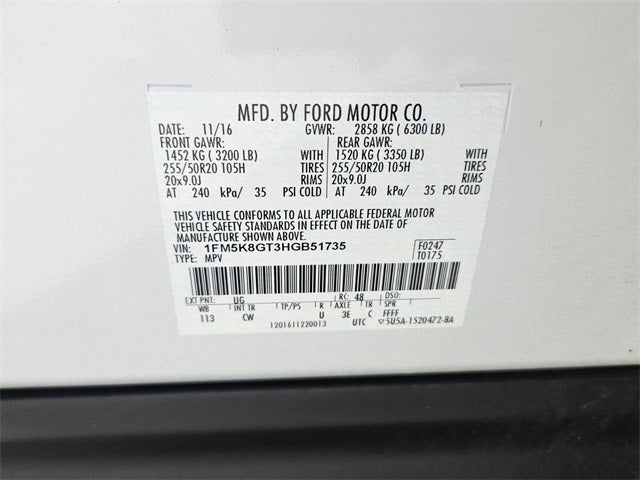 MFD. BY FORD MOTOR CO.
DATE: 11/16 GVWR: 2858 KG ( 6300 LB)
FRONT GAWR: REAR GAWR:
1452 KG ( 3200 LB) WITH 1520 KG ( 3350 LB) WITH
255/50R20 105H TIRES 255/50R20 105H TIRES
20x9.0J RIMS 20x9.0J RIMS
AT 240 kPa/ 35 PSI COLD AT 240 kPa/ 35 PSI COLD
THIS VEHICLE CONFORMS TO ALL APPLICABLE FEDERAL MOTOR
VEHICLE SAFETY STANDARDS IN EFFECT ON THE DATE OF
MANUFACTURE SHOWN ABOVE.
VIN: 1FM5K8GT3HGB51735 F0247
TYPE: MPV T0175
EXT PNT: UG RC: 48 DSO:
WB INT TR TP/PS R AXLE TR SPR
113 CW U 3E C FFFF
1201611220013 UTC ▽5U5A-1520472-BA